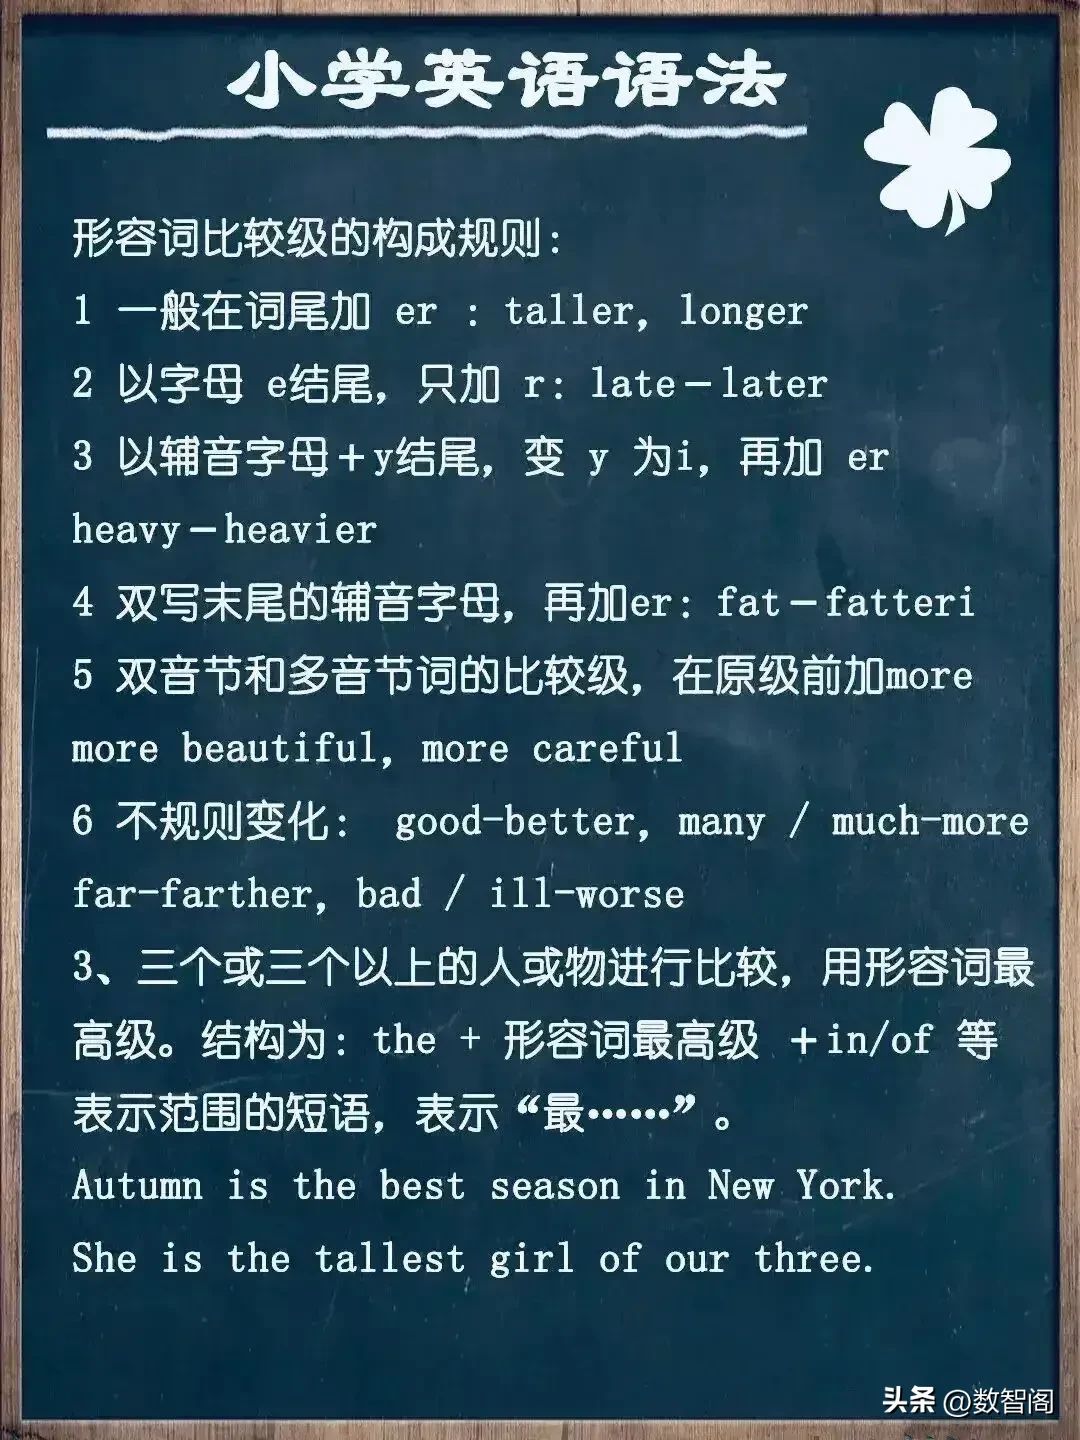 小学英语语法
形容词比较级的构成规则:
1 一般在词尾加 er : taller, longer
2 以字母 e结尾, 只加 r: late-later
3 以辅音字母+y结尾, 变 y 为i, 再加 er
heavy-heavier
4 双写末尾的辅音字母, 再加er: fat-fatteri
5 双音节和多音节词的比较级, 在原级前加more
more beautiful, more careful
6 不规则变化: good-better, many / much-more
far-farther, bad / ill-worse
3、三个或三个以上的人或物进行比较, 用形容词最
高级。结构为: the + 形容词最高级 +in/of 等
表示范围的短语, 表示“最……”。
Autumn is the best season in New York.
She is the tallest girl of our three.
头条 @数智阁